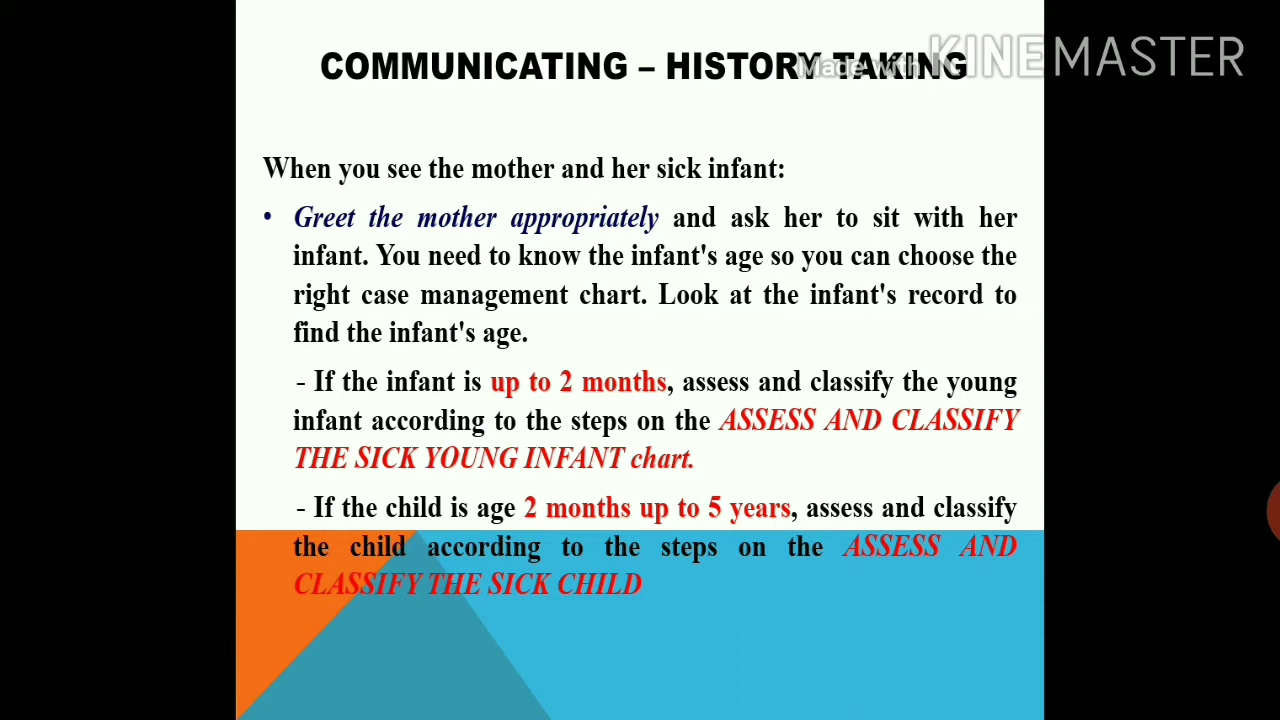 COMMUNICATING – HISTORY TAKING
Made with KINEMASTER
When you see the mother and her sick infant:
• Greet the mother appropriately and ask her to sit with her
infant. You need to know the infant's age so you can choose the
right case management chart. Look at the infant's record to
find the infant's age.
- If the infant is up to 2 months, assess and classify the young
infant according to the steps on the ASSESS AND CLASSIFY
THE SICK YOUNG INFANT chart.
- If the child is age 2 months up to 5 years, assess and classify
the child according to the steps on the ASSESS AND
CLASSIFY THE SICK CHILD